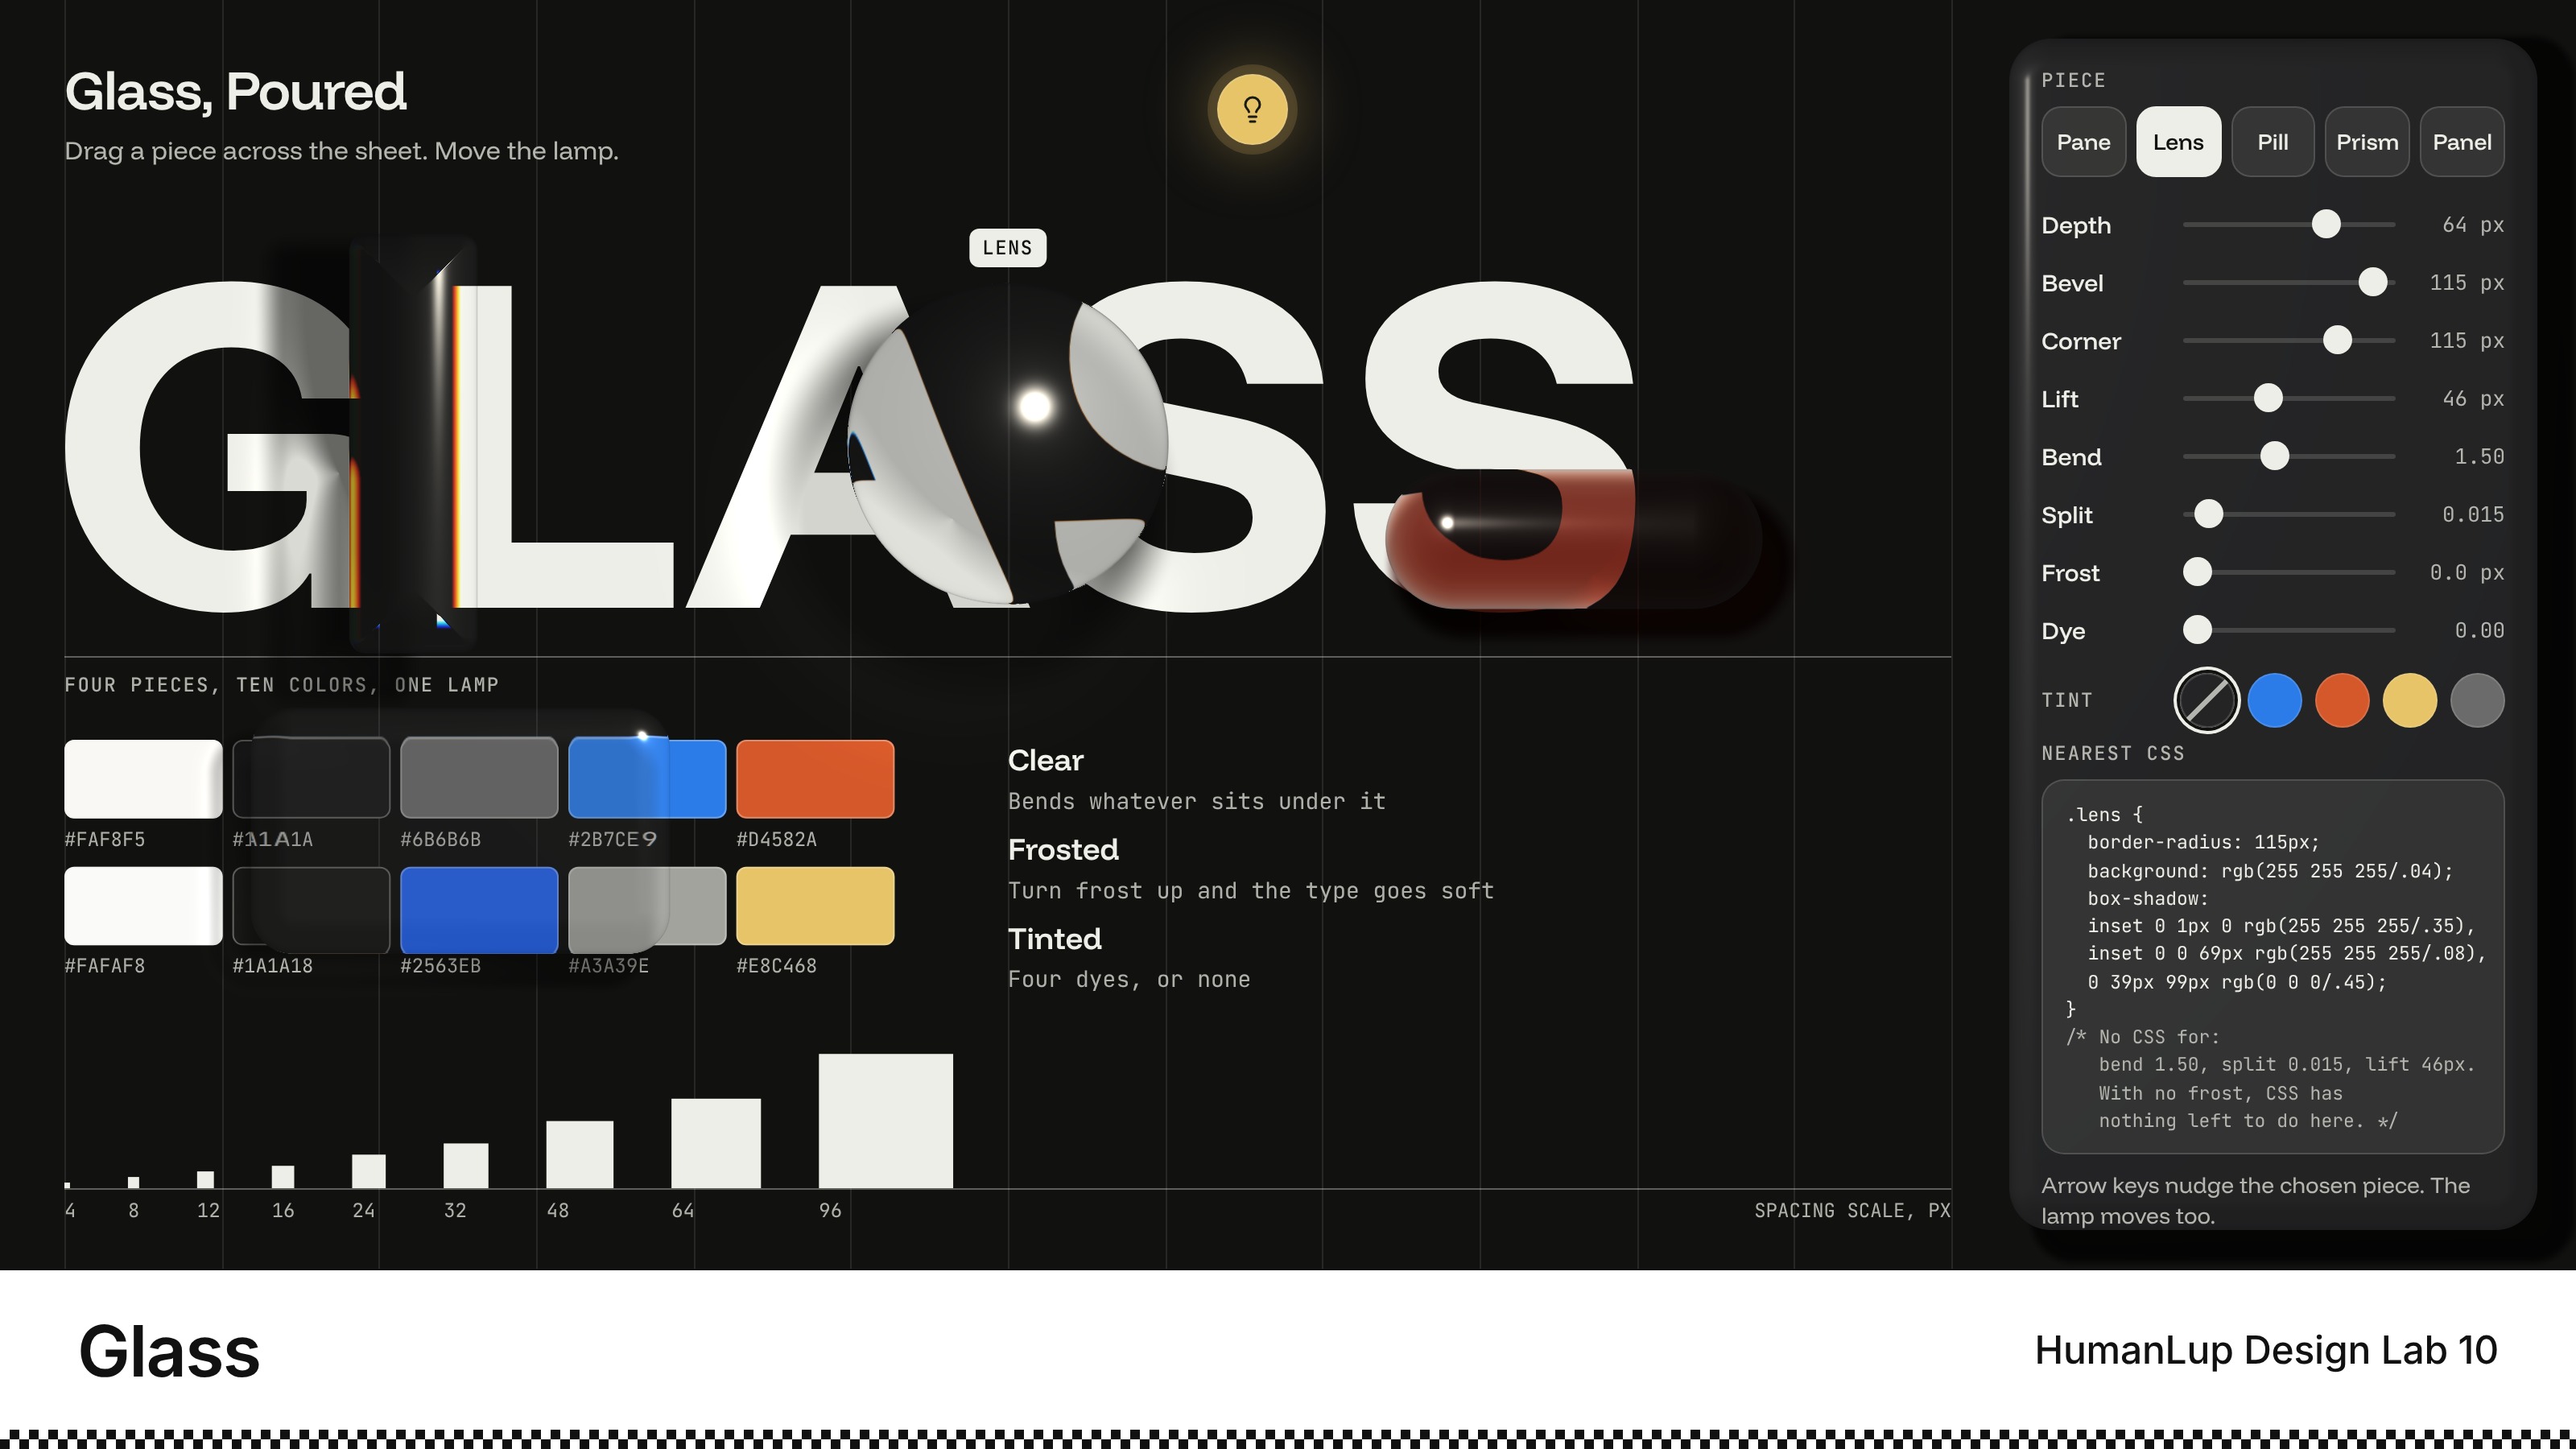 Glass, Poured
Drag a piece across the sheet. Move the lamp.
LENS
GLASS
FOUR PIECES, TEN COLORS, ONE LAMP
#FAF8F5
#1A1A1A
#6B6B6B
#2B7CE9
#D4582A
#FAFAF8
#1A1A18
#2563EB
#A3A39E
#E8C468
Clear
Bends whatever sits under it
Frosted
Turn frost up and the type goes soft
Tinted
Four dyes, or none
4 8 12 16 24 32 48 64 96
SPACING SCALE, PX
PIECE
Pane Lens Pill Prism Panel
Depth 64 px
Bevel 115 px
Corner 115 px
Lift 46 px
Bend 1.50
Split 0.015
Frost 0.0 px
Dye 0.00
TINT
NEAREST CSS
.lens {
border-radius: 115px;
background: rgb(255 255 255/.04);
box-shadow:
inset 0 1px 0 rgb(255 255 255/.35),
inset 0 0 69px rgb(255 255 255/.08),
0 39px 99px rgb(0 0 0/.45);
}
/* No CSS for:
bend 1.50, split 0.015, lift 46px.
With no frost, CSS has
nothing left to do here. */
Arrow keys nudge the chosen piece. The
lamp moves too.
Glass
HumanLup Design Lab 10